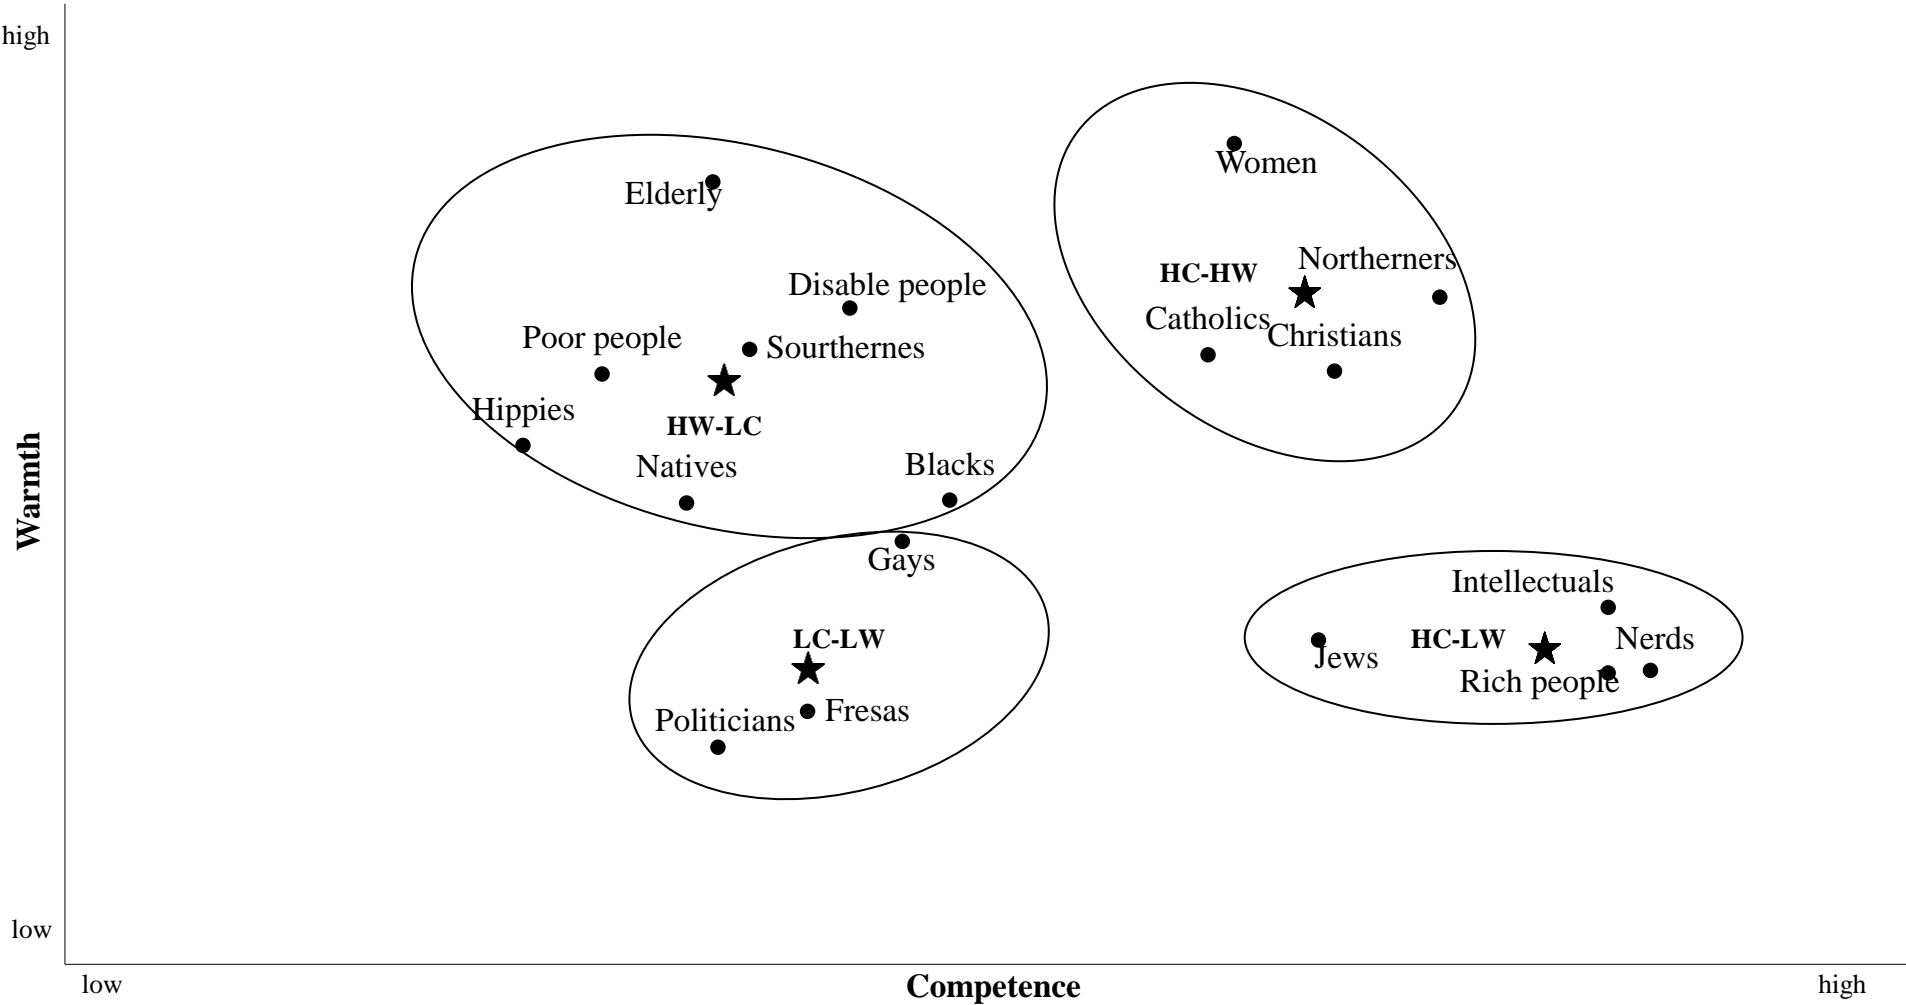 high
Women
Elderly
Northerners
HC-HW
Disable people
Catholics
Christians
Poor people
Sourthernes
Hippies
HW-LC
Natives
Blacks
Warmth
Gays
Intellectuals
LC-LW
HC-LW
Nerds
Jews
Rich people
Politicians
Fresas
low
low
Competence
high